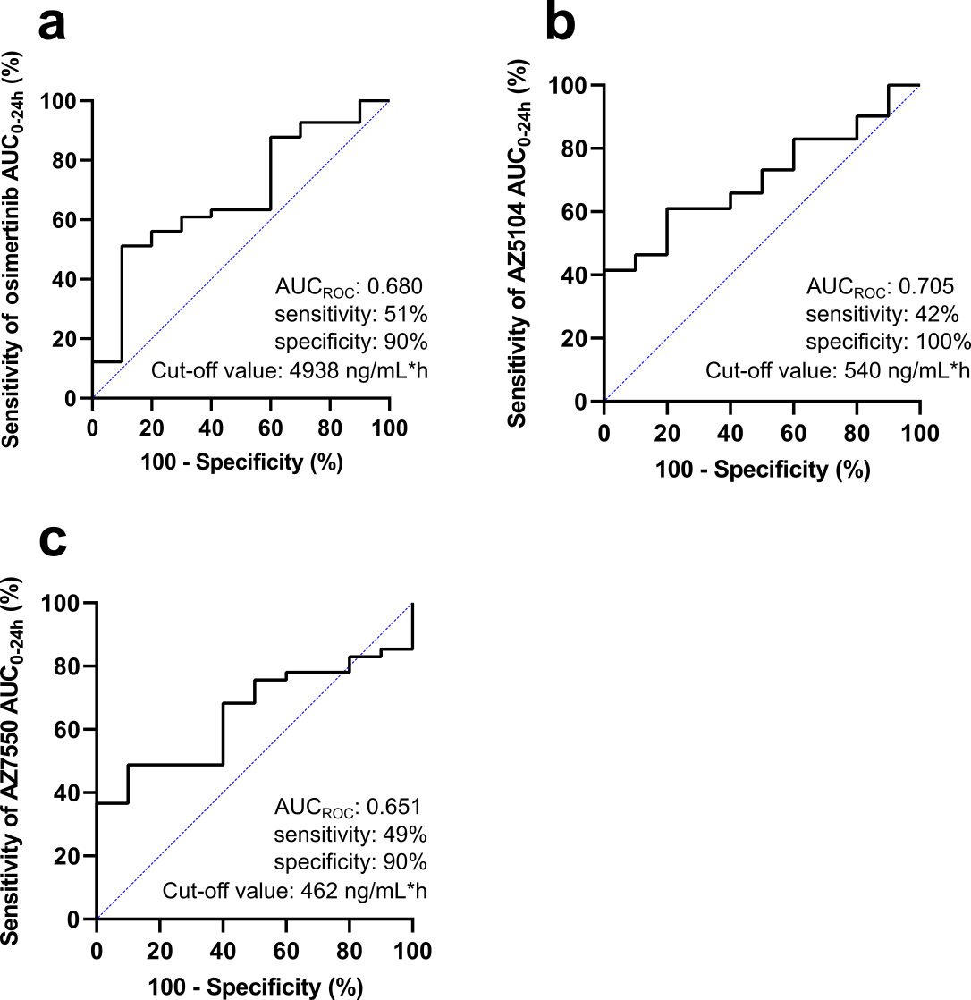 a
Sensitivity of osimertinib AUC0-24h (%)
100
80
60
40
20
0
0 20 40 60 80 100
100 - Specificity (%)
AUCROC: 0.680
sensitivity: 51%
specificity: 90%
Cut-off value: 4938 ng/mL*h
b
Sensitivity of AZ5104 AUC0-24h (%)
100
80
60
40
20
0
0 20 40 60 80 100
100 - Specificity (%)
AUCROC: 0.705
sensitivity: 42%
specificity: 100%
Cut-off value: 540 ng/mL*h
c
Sensitivity of AZ7550 AUC0-24h (%)
100
80
60
40
20
0
0 20 40 60 80 100
100 - Specificity (%)
AUCROC: 0.651
sensitivity: 49%
specificity: 90%
Cut-off value: 462 ng/mL*h